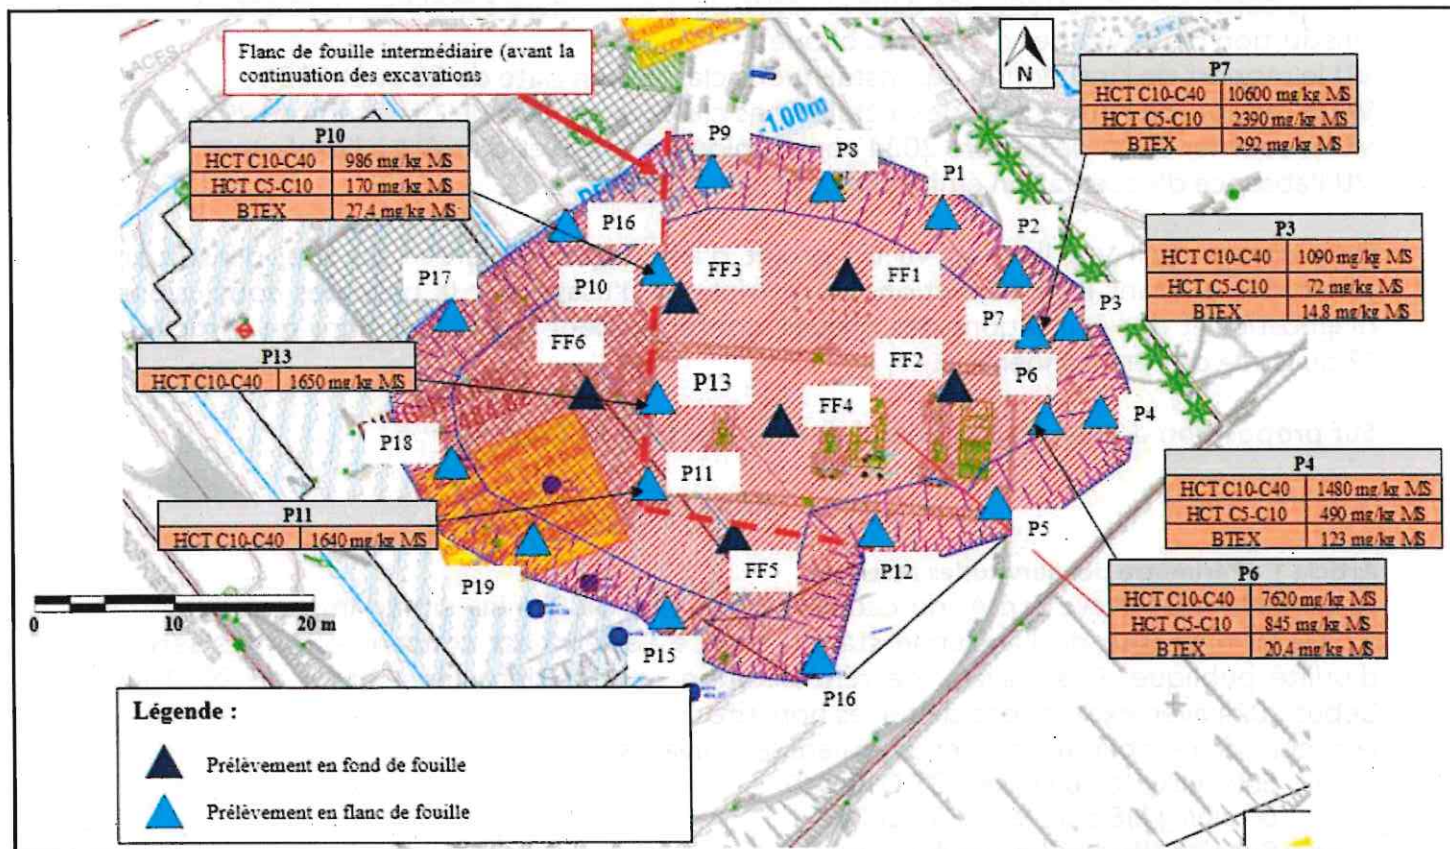 Flanc de fouille intermédiaire (avant la
continuation des excavations
N
P7
HCT C10-C40 10600 mg/kg MS
HCT C5-C10 2390 mg/kg MS
BTEX 292 mg/kg MS
P10
HCT C10-C40 986 mg/kg MS
HCT C5-C10 170 mg/kg MS
BTEX 27.4 mg/kg MS
-1.00m
P9
P8
P1
P2
P3
HCT C10-C40 1090 mg/kg MS
HCT C5-C10 72 mg/kg MS
BTEX 14.8 mg/kg MS
P16
P17
P10
FF3
FF1
P7
P3
P13
HCT C10-C40 1650 mg/kg MS
FF6
P13
FF2
P6
FF4
P4
P18
P11
P4
HCT C10-C40 1480 mg/kg MS
HCT C5-C10 490 mg/kg MS
BTEX 123 mg/kg MS
P11
HCT C10-C40 1640 mg/kg MS
P5
P19
FF5
P12
P6
HCT C10-C40 7620 mg/kg MS
HCT C5-C10 845 mg/kg MS
BTEX 20.4 mg/kg MS
0 10 20 m
P15
P16
Légende :
Prélèvement en fond de fouille
Prélèvement en flanc de fouille